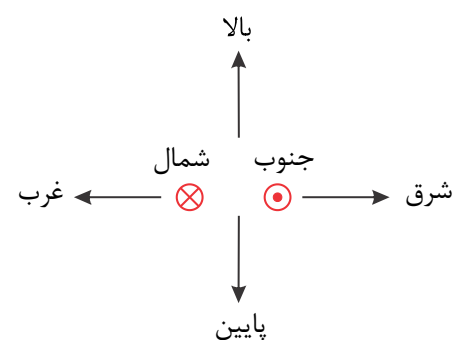 بالا
جنوب شمال
شرق غرب
پایین